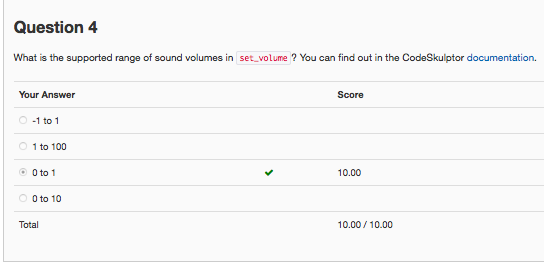 Question 4
What is the supported range of sound volumes in set_volume ? You can find out in the CodeSkulptor documentation.
Your Answer Score
-1 to 1
1 to 100
0 to 1 10.00
0 to 10
Total 10.00 / 10.00